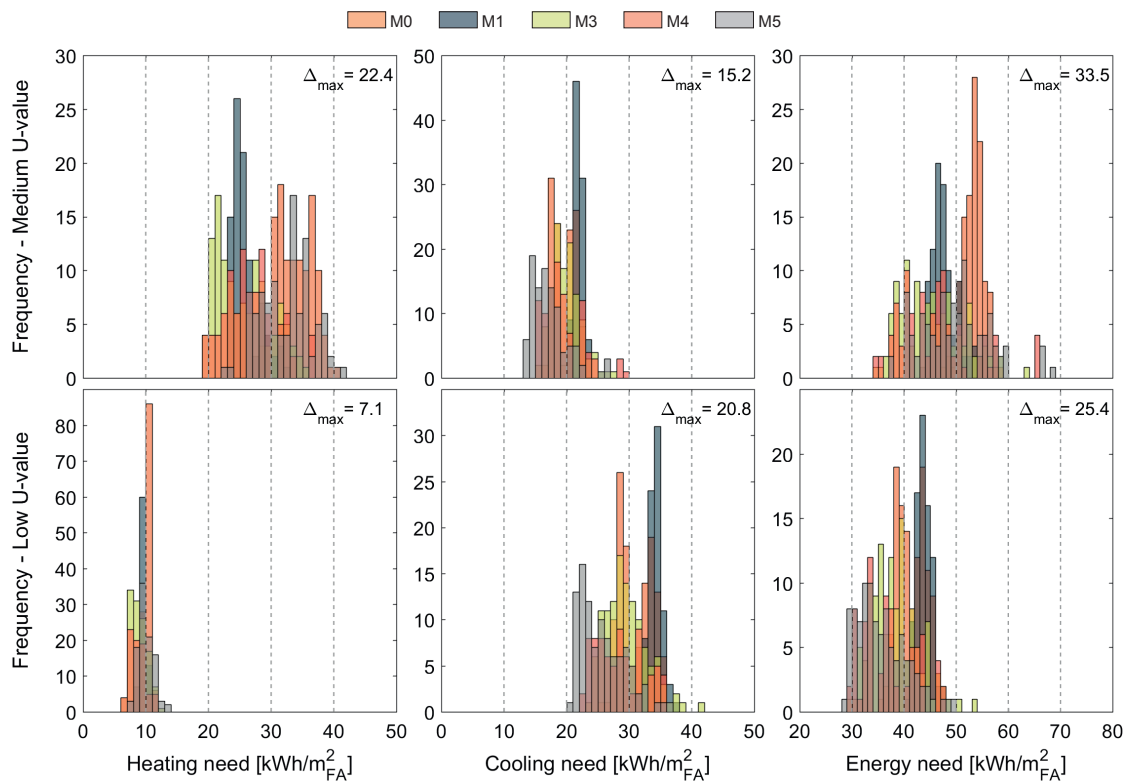 M0 M1 M3 M4 M5
Frequency - Medium U-value
30
25
20
15
10
5
0
Δmax= 22.4
50
40
30
20
10
0
Δmax= 15.2
30
25
20
15
10
5
0
Δmax= 33.5
Frequency - Low U-value
80
70
60
50
40
30
20
10
0
Δmax= 7.1
0 10 20 30 40 50
Heating need [kWh/m²FA]
30
25
20
15
10
5
0
Δmax= 20.8
0 10 20 30 40 50
Cooling need [kWh/m²FA]
20
15
10
5
0
Δmax= 25.4
20 30 40 50 60 70 80
Energy need [kWh/m²FA]